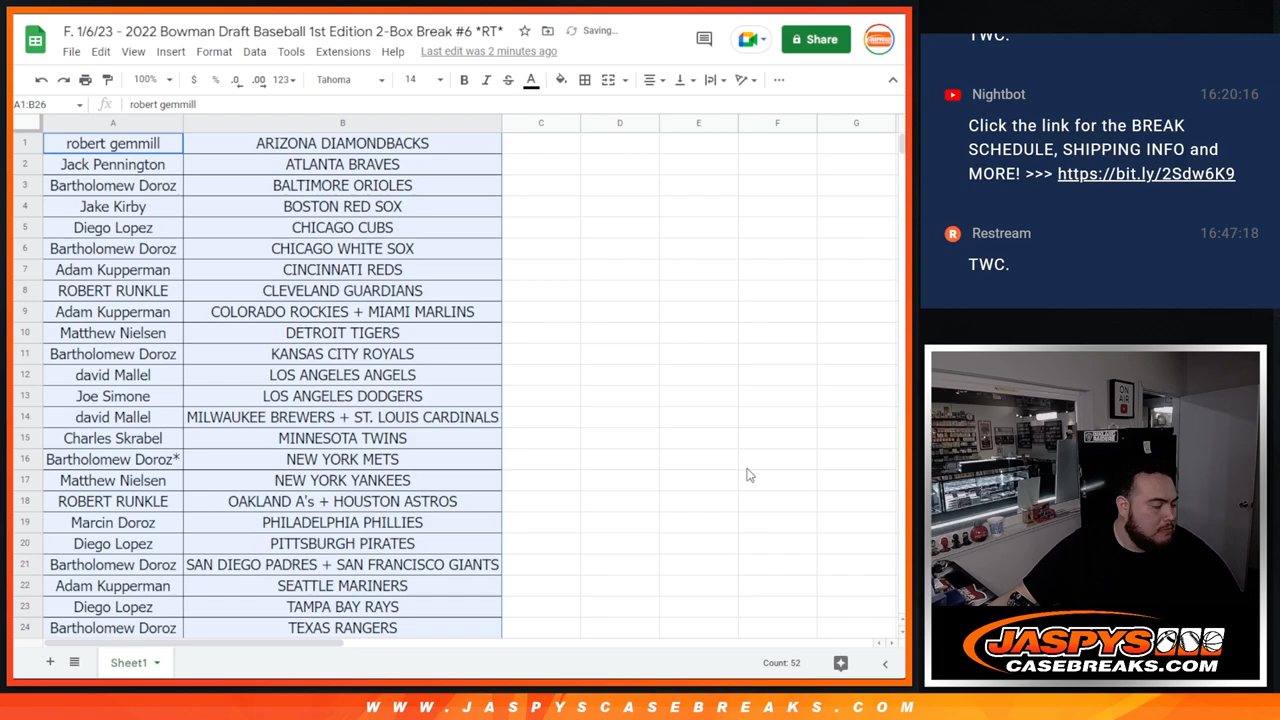 F. 1/6/23 - 2022 Bowman Draft Baseball 1st Edition 2-Box Break #6 *RT*
Saving...
Share
File Edit View Insert Format Data Tools Extensions Help Last edit was 2 minutes ago
100% $ % .0 .00 123 Tahoma 14 B I S A
A1:B26 fx robert gemmill
A B C D E F G
1 robert gemmill ARIZONA DIAMONDBACKS
2 Jack Pennington ATLANTA BRAVES
3 Bartholomew Doroz BALTIMORE ORIOLES
4 Jake Kirby BOSTON RED SOX
5 Diego Lopez CHICAGO CUBS
6 Bartholomew Doroz CHICAGO WHITE SOX
7 Adam Kupperman CINCINNATI REDS
8 ROBERT RUNKLE CLEVELAND GUARDIANS
9 Adam Kupperman COLORADO ROCKIES + MIAMI MARLINS
10 Matthew Nielsen DETROIT TIGERS
11 Bartholomew Doroz KANSAS CITY ROYALS
12 david Mallel LOS ANGELES ANGELS
13 Joe Simone LOS ANGELES DODGERS
14 david Mallel MILWAUKEE BREWERS + ST. LOUIS CARDINALS
15 Charles Skrabel MINNESOTA TWINS
16 Bartholomew Doroz* NEW YORK METS
17 Matthew Nielsen NEW YORK YANKEES
18 ROBERT RUNKLE OAKLAND A's + HOUSTON ASTROS
19 Marcin Doroz PHILADELPHIA PHILLIES
20 Diego Lopez PITTSBURGH PIRATES
21 Bartholomew Doroz SAN DIEGO PADRES + SAN FRANCISCO GIANTS
22 Adam Kupperman SEATTLE MARINERS
23 Diego Lopez TAMPA BAY RAYS
24 Bartholomew Doroz TEXAS RANGERS
Sheet1
Count: 52
TWC.
Nightbot 16:20:16
Click the link for the BREAK
SCHEDULE, SHIPPING INFO and
MORE! >>> https://bit.ly/2Sdw6K9
Restream 16:47:18
TWC.
ON
AIR
JASPYS
CASEBREAKS.COM
WWW.JASPYSCASEBREAKS.COM